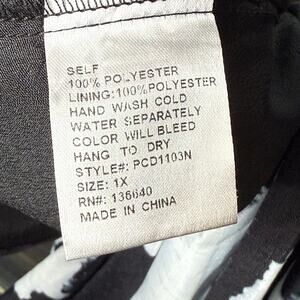 SELF
100% POLYESTER
LINING:100%POLYESTER
HAND WASH COLD
WATER SEPARATELY
COLOR WILL BLEED
HANG TO DRY
STYLE#: PCD1103N
SIZE: 1X
RN#: 136640
MADE IN CHINA